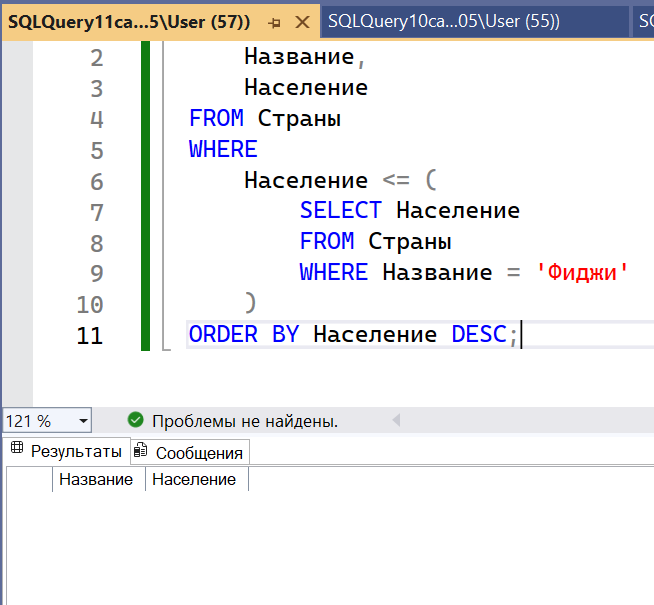 SQLQuery11ca...5\User (57))
SQLQuery10ca...05\User (55))
2 Название,
3 Население
4 FROM Страны
5 WHERE
6 Население <= (
7 SELECT Население
8 FROM Страны
9 WHERE Название = 'Фиджи'
10 )
11 ORDER BY Население DESC;
121 %
Проблемы не найдены.
Результаты
Сообщения
Название Население